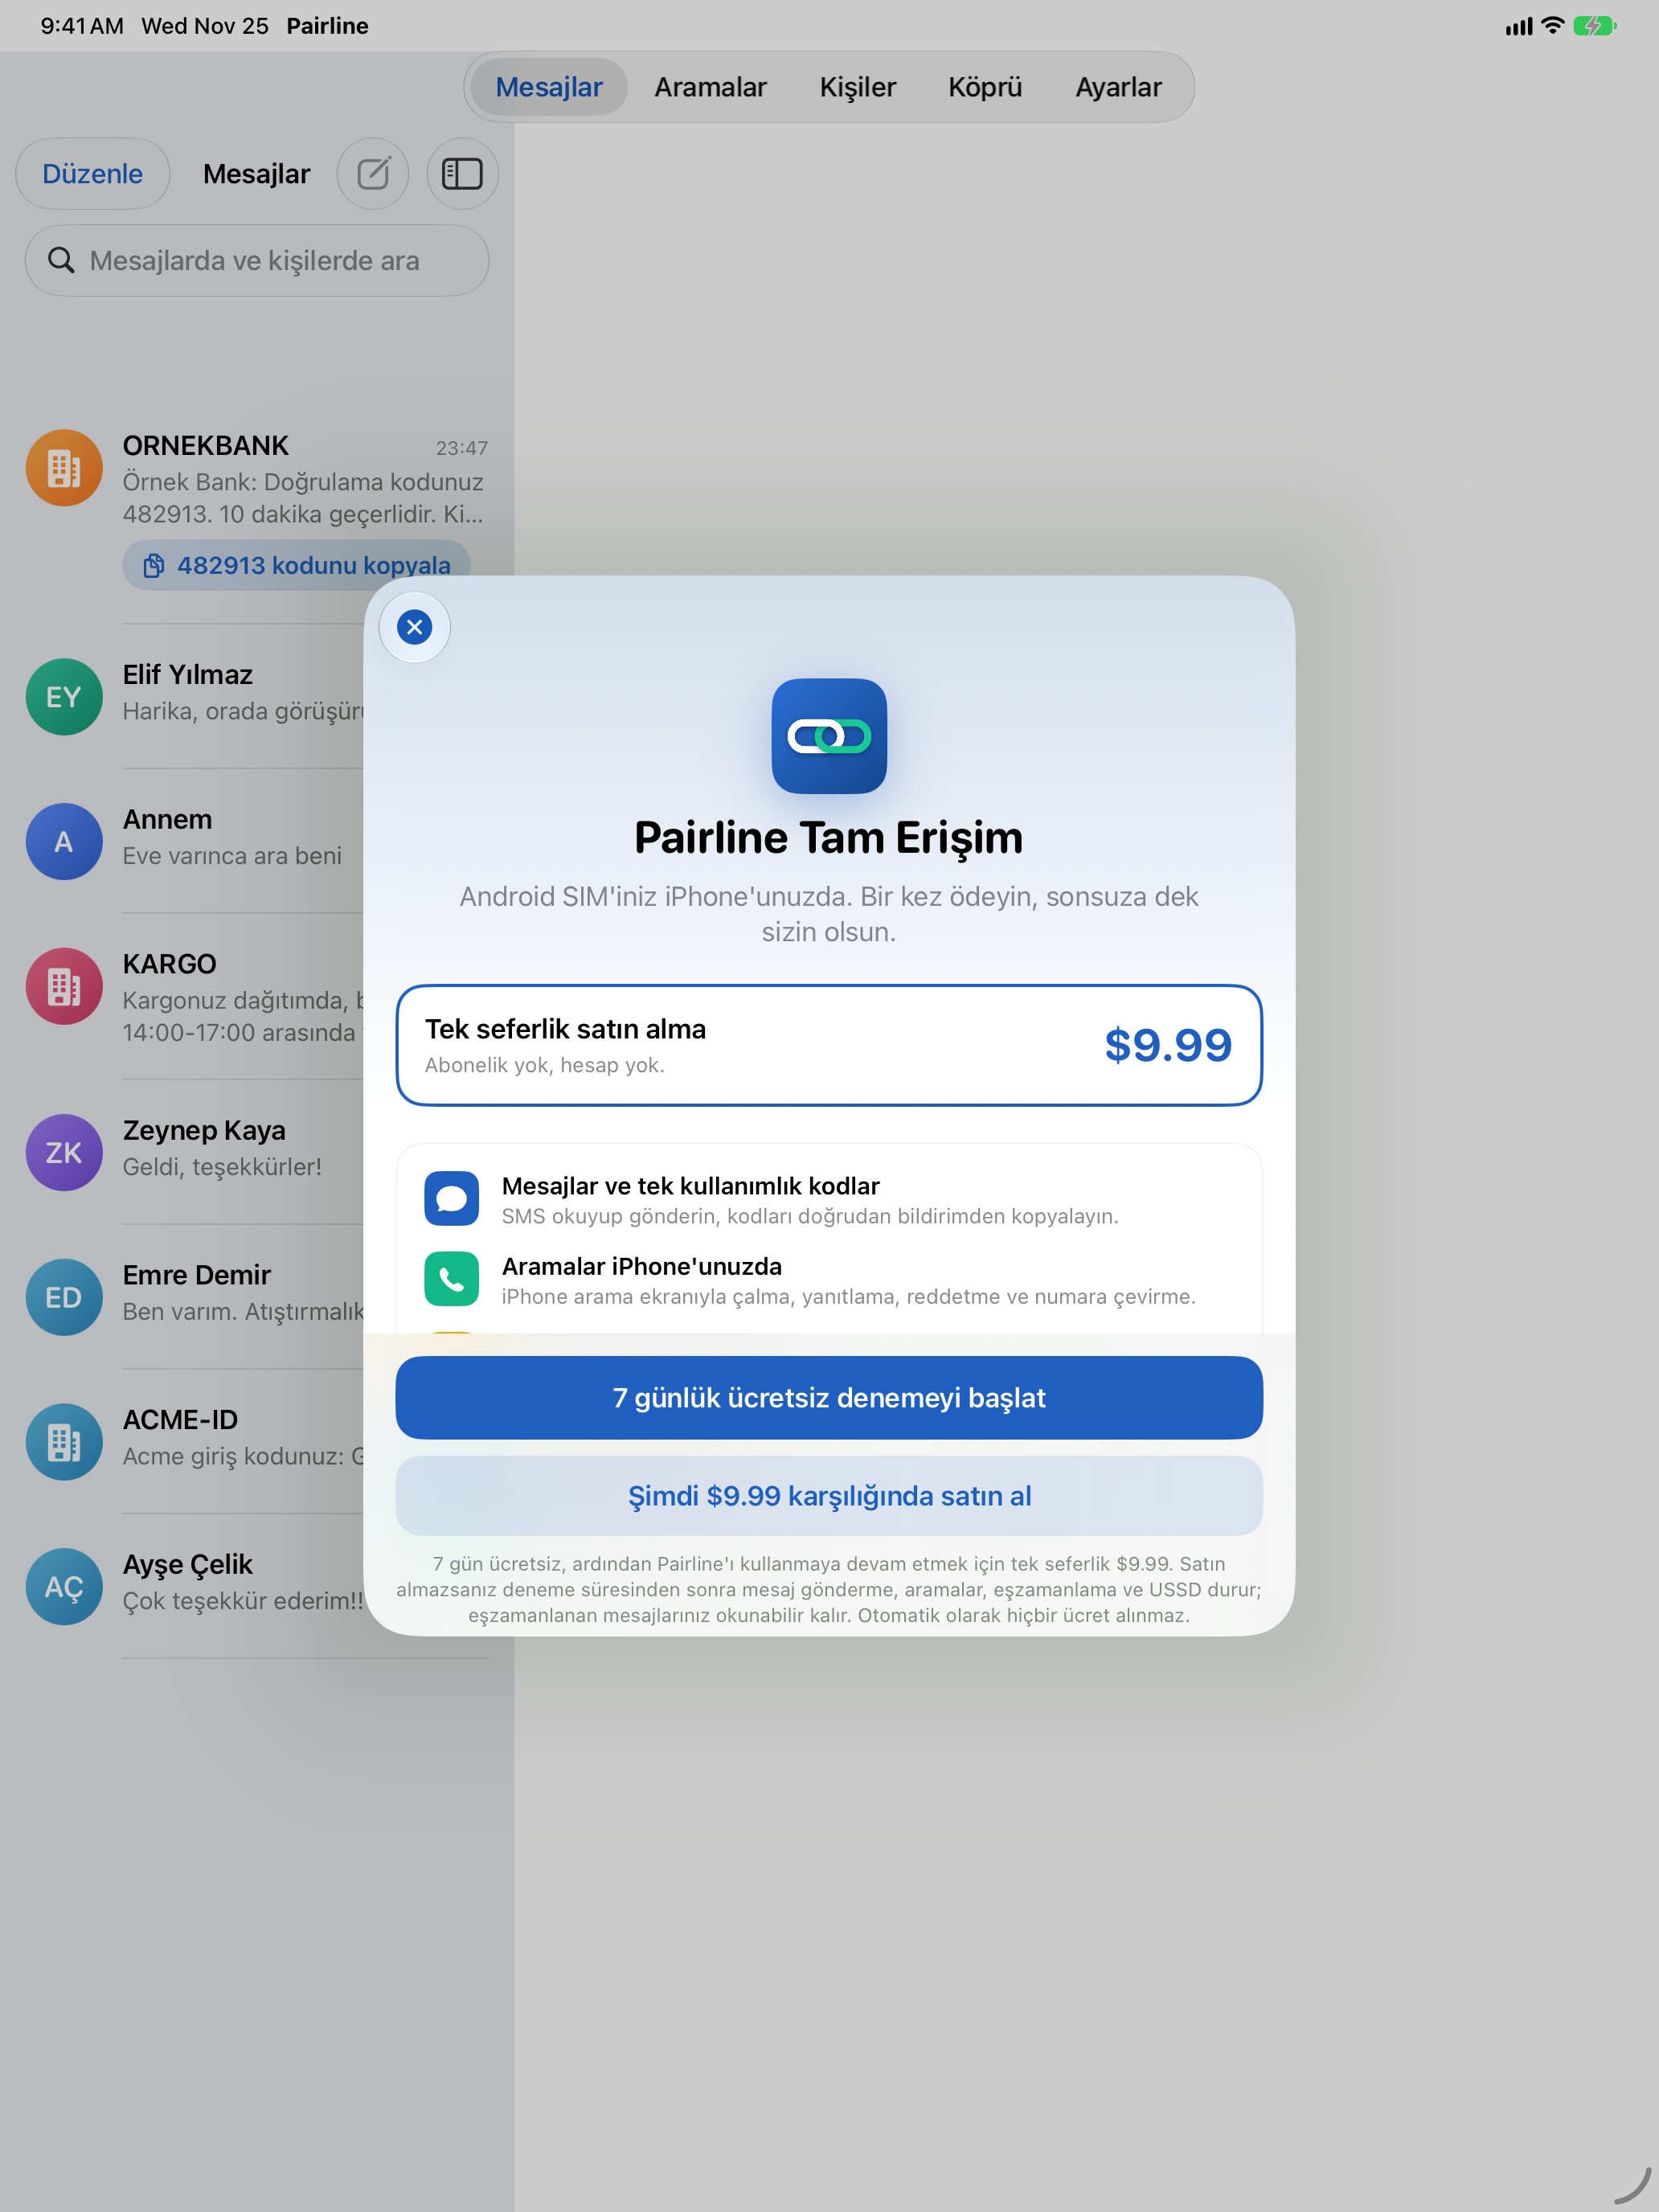 9:41 AM Wed Nov 25 Pairline
Mesajlar Aramalar Kişiler Köprü Ayarlar
Düzenle Mesajlar
Mesajlarda ve kişilerde ara
ORNEKBANK 23:47
Örnek Bank: Doğrulama kodunuz
482913. 10 dakika geçerlidir. Ki...
482913 kodunu kopyala
Elif Yılmaz
Harika, orada
Annem
Eve varınca ara beni
KARGO
Kargonuz dağıtımda,
14:00-17:00 arasında
Zeynep Kaya
Geldi, teşekkürler!
Emre Demir
Ben varım. Atıştırmalık
ACME-ID
Acme giriş kodunuz:
Ayşe Çelik
Çok teşekkür ederim!!
EY
A
ZK
ED
AÇ
Pairline Tam Erişim
Android SIM'iniz iPhone'unuzda. Bir kez ödeyin, sonsuza dek
sizin olsun.
Tek seferlik satın alma
Abonelik yok, hesap yok.
$9.99
Mesajlar ve tek kullanımlık kodlar
SMS okuyup gönderin, kodları doğrudan bildirimden kopyalayın.
Aramalar iPhone'unuzda
iPhone arama ekranıyla çalma, yanıtlama, reddetme ve numara çevirme.
7 günlük ücretsiz denemeyi başlat
Şimdi $9.99 karşılığında satın al
7 gün ücretsiz, ardından Pairline'ı kullanmaya devam etmek için tek seferlik $9.99. Satın
almazsanız deneme süresinden sonra mesaj gönderme, aramalar, eşzamanlama ve USSD durur;
eşzamanlanan mesajlarınız okunabilir kalır. Otomatik olarak hiçbir ücret alınmaz.